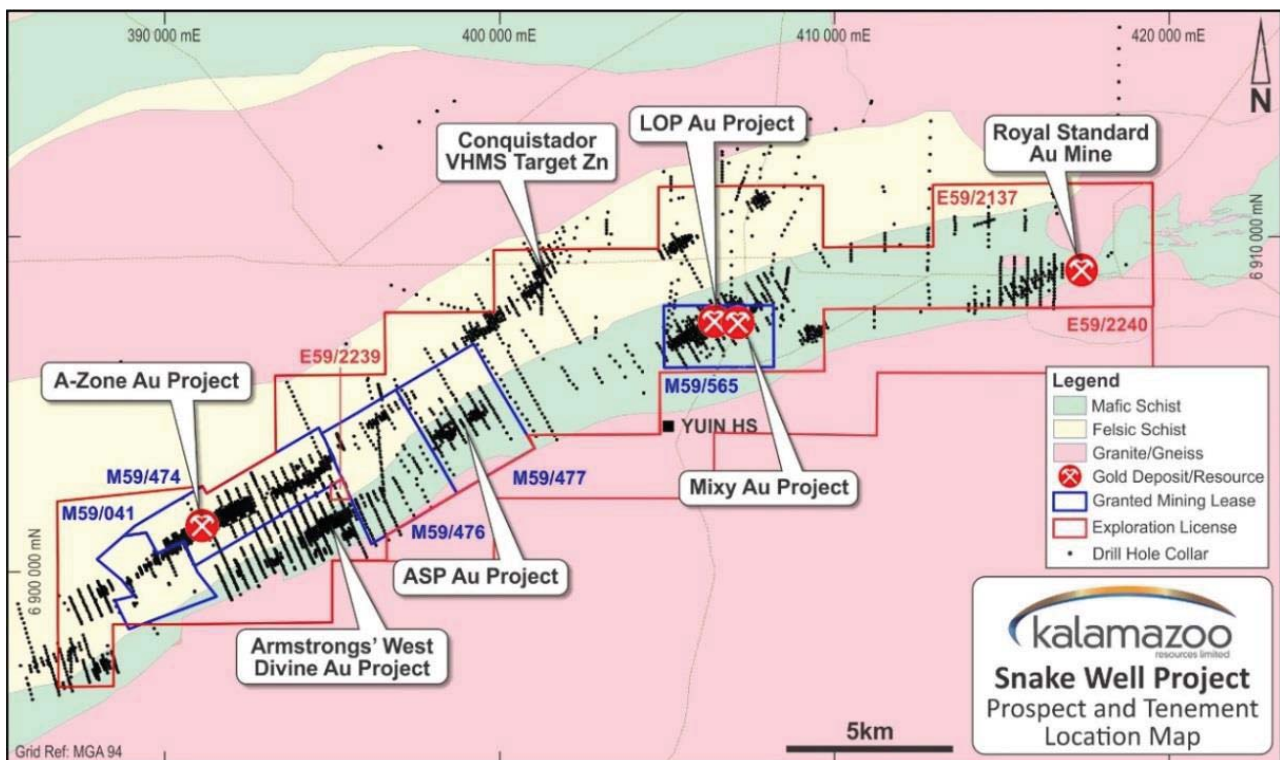 390 000 mE
400 000 mE
410 000 mE
420 000 mE
N
LOP Au Project
Conquistador
VHMS Target Zn
Royal Standard
Au Mine
E59/2137
6 910 000 mN
E59/2239
E59/2240
A-Zone Au Project
M59/565
YUIN HS
M59/474
M59/041
M59/477
Mixy Au Project
M59/476
ASP Au Project
6 900 000 mN
Armstrongs' West
Divine Au Project
Legend
Mafic Schist
Felsic Schist
Granite/Gneiss
Gold Deposit/Resource
Granted Mining Lease
Exploration License
Drill Hole Collar
kalamazoo
resources limited
Snake Well Project
Prospect and Tenement
Location Map
5km
Grid Ref: MGA 94